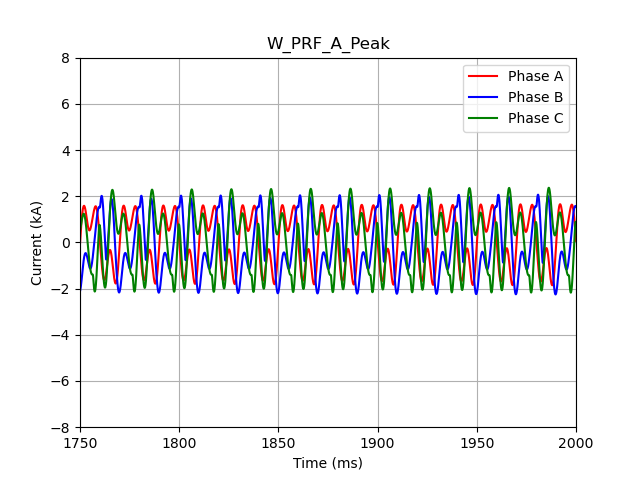 W_PRF_A_Peak
8
6
4
2
0
−2
−4
−6
−8
Current (kA)
Phase A
Phase B
Phase C
1750 1800 1850 1900 1950 2000
Time (ms)